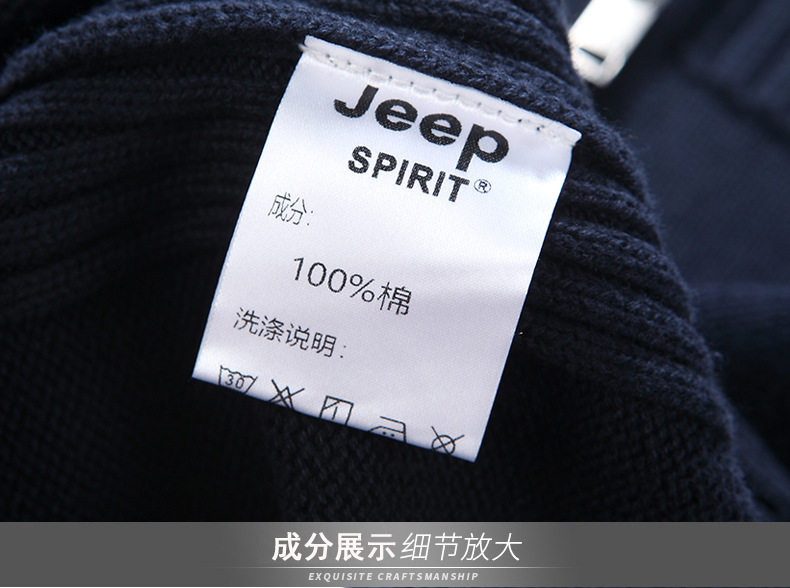 Jeep
SPIRIT®
成分:
100%棉
洗涤说明:
30
成分展示 细节放大
EXQUISITE CRAFTSMANSHIP